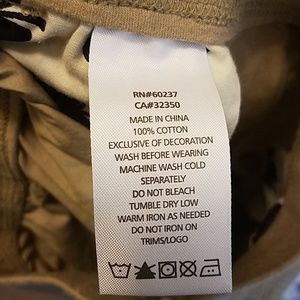 RN#60237
CA#32350
MADE IN CHINA
100% COTTON
EXCLUSIVE OF DECORATION
WASH BEFORE WEARING
MACHINE WASH COLD
SEPARATELY
DO NOT BLEACH
TUMBLE DRY LOW
WARM IRON AS NEEDED
DO NOT IRON ON
TRIMS/LOGO